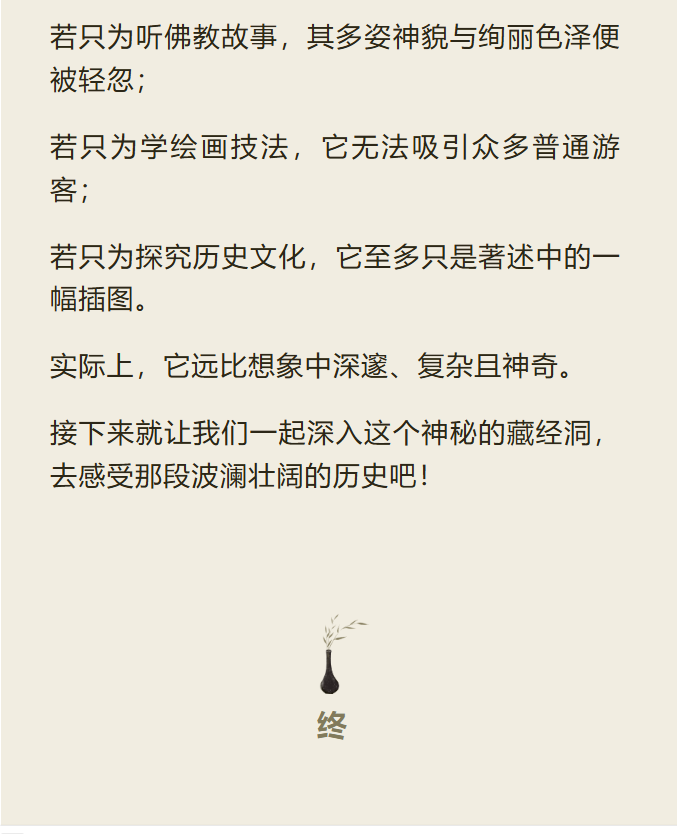 若只为听佛教故事，其多姿神貌与绚丽色泽便
被轻忽；
若只为学绘画技法，它无法吸引众多普通游
客；
若只为探究历史文化，它至多只是著述中的一
幅插图。
实际上，它远比想象中深邃、复杂且神奇。
接下来就让我们一起深入这个神秘的藏经洞，
去感受那段波澜壮阔的历史吧！
终